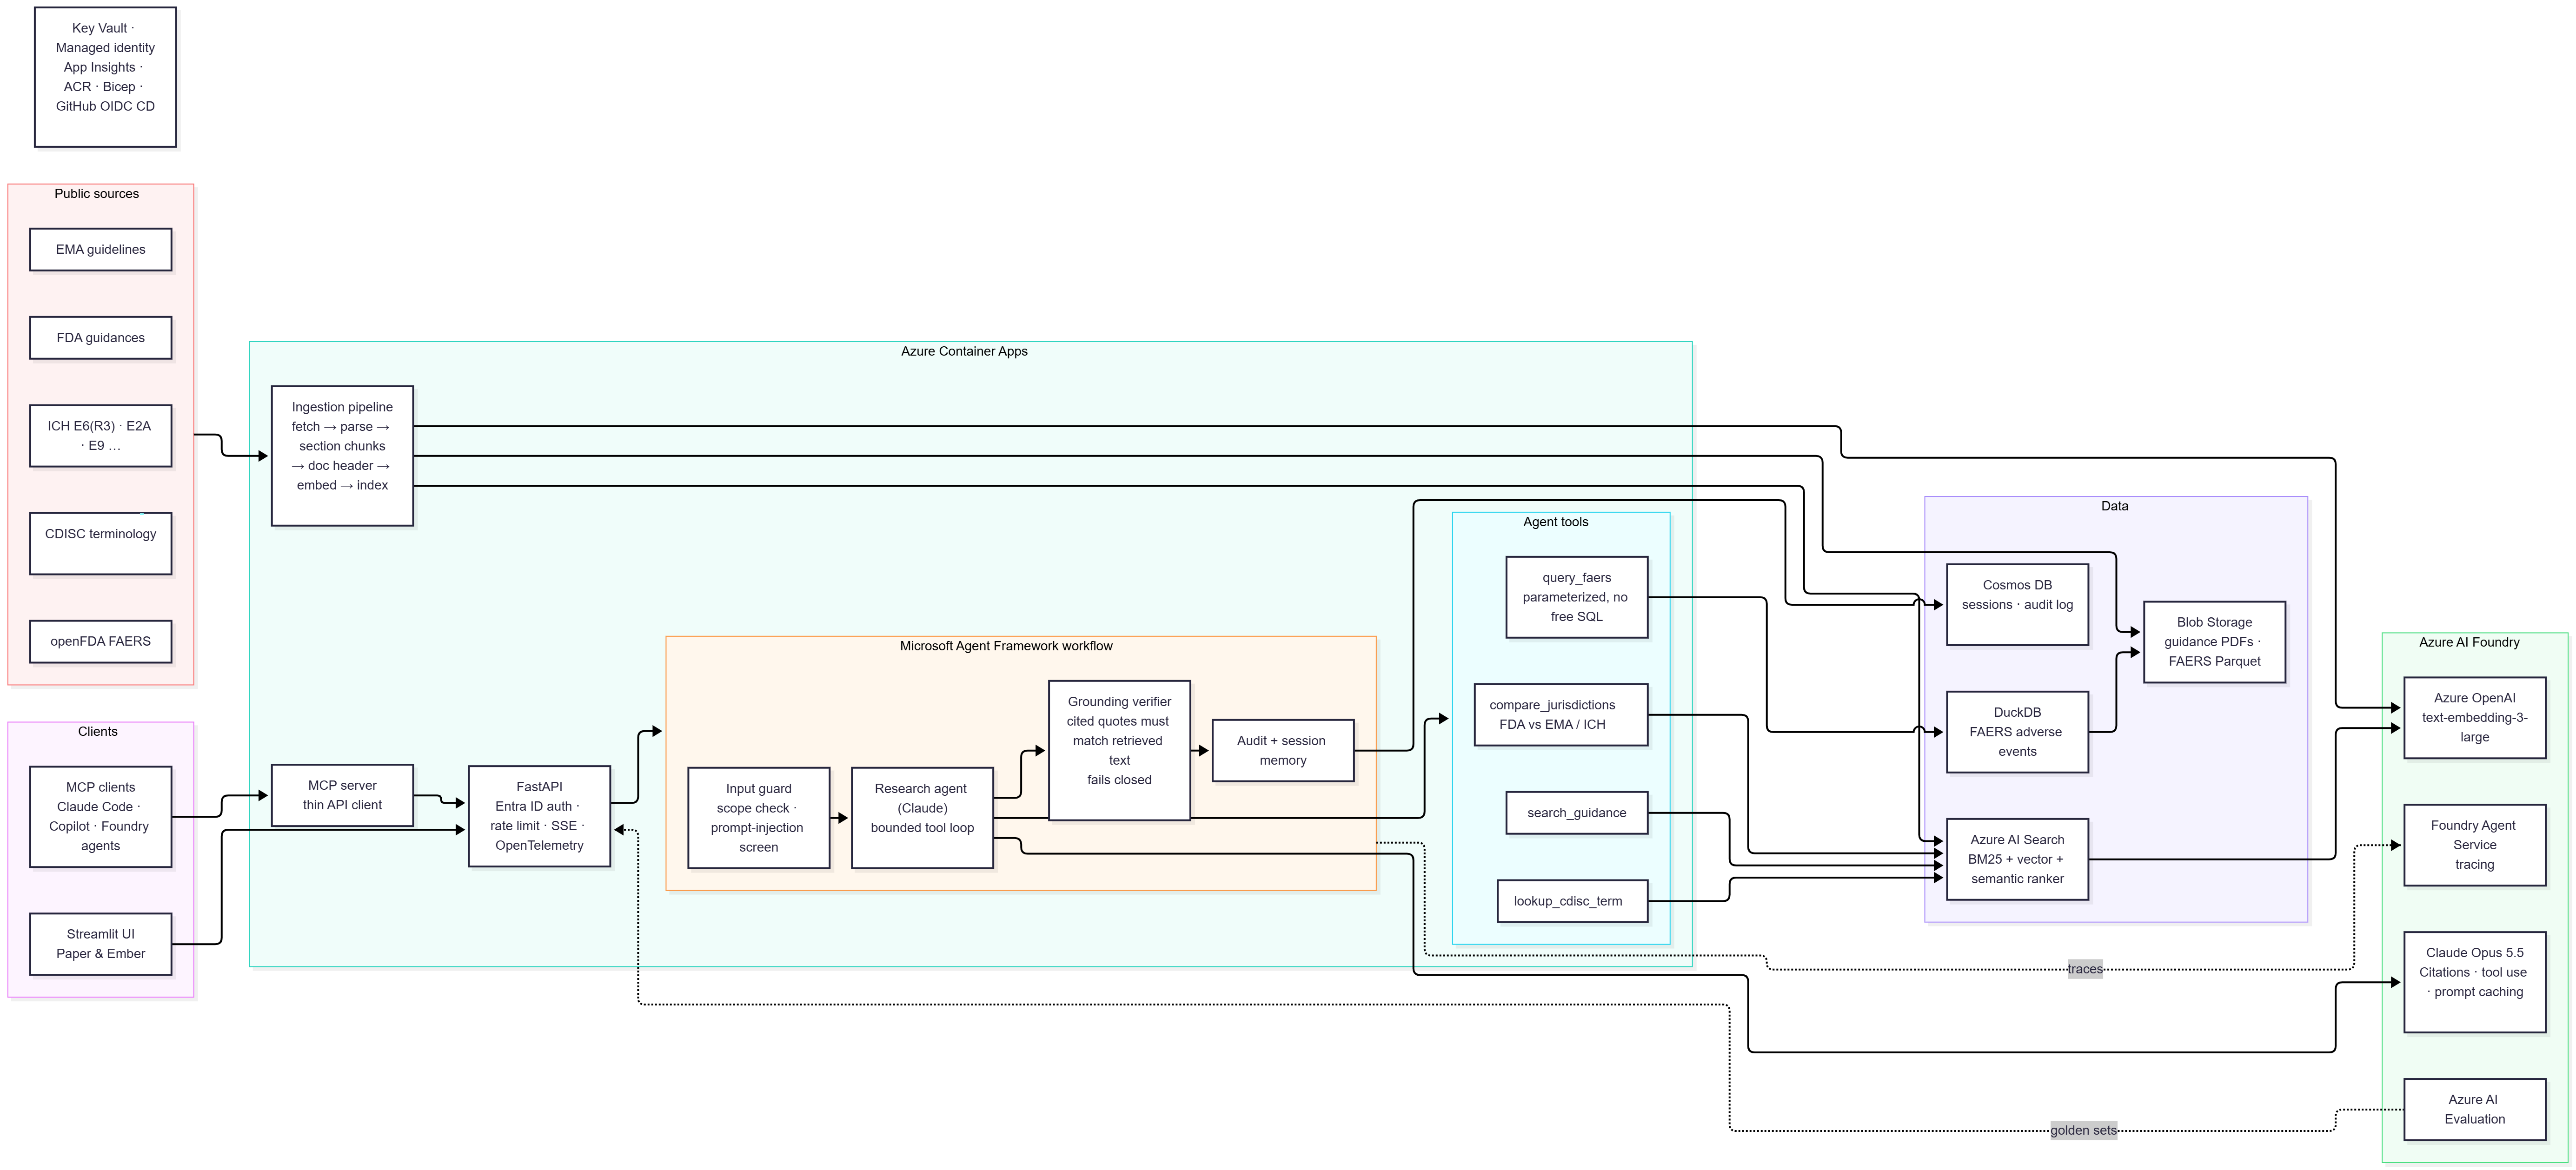 Key Vault ·
Managed identity
App Insights ·
ACR · Bicep ·
GitHub OIDC CD
Public sources
EMA guidelines
FDA guidances
ICH E6(R3) · E2A
· E9 …
CDISC terminology
openFDA FAERS
Clients
MCP clients
Claude Code ·
Copilot · Foundry
agents
Streamlit UI
Paper & Ember
Azure Container Apps
Ingestion pipeline
fetch → parse →
section chunks
→ doc header →
embed → index
MCP server
thin API client
FastAPI
Entra ID auth ·
rate limit · SSE ·
OpenTelemetry
Microsoft Agent Framework workflow
Input guard
scope check ·
prompt-injection
screen
Research agent
(Claude)
bounded tool loop
Grounding verifier
cited quotes must
match retrieved
text
fails closed
Audit + session
memory
Agent tools
query_faers
parameterized, no
free SQL
compare_jurisdictions
FDA vs EMA / ICH
search_guidance
lookup_cdisc_term
Data
Cosmos DB
sessions · audit log
DuckDB
FAERS adverse
events
Azure AI Search
BM25 + vector +
semantic ranker
Blob Storage
guidance PDFs ·
FAERS Parquet
traces
golden sets
Azure AI Foundry
Azure OpenAI
text-embedding-3-
large
Foundry Agent
Service
tracing
Claude Opus 5.5
Citations · tool use
· prompt caching
Azure AI
Evaluation